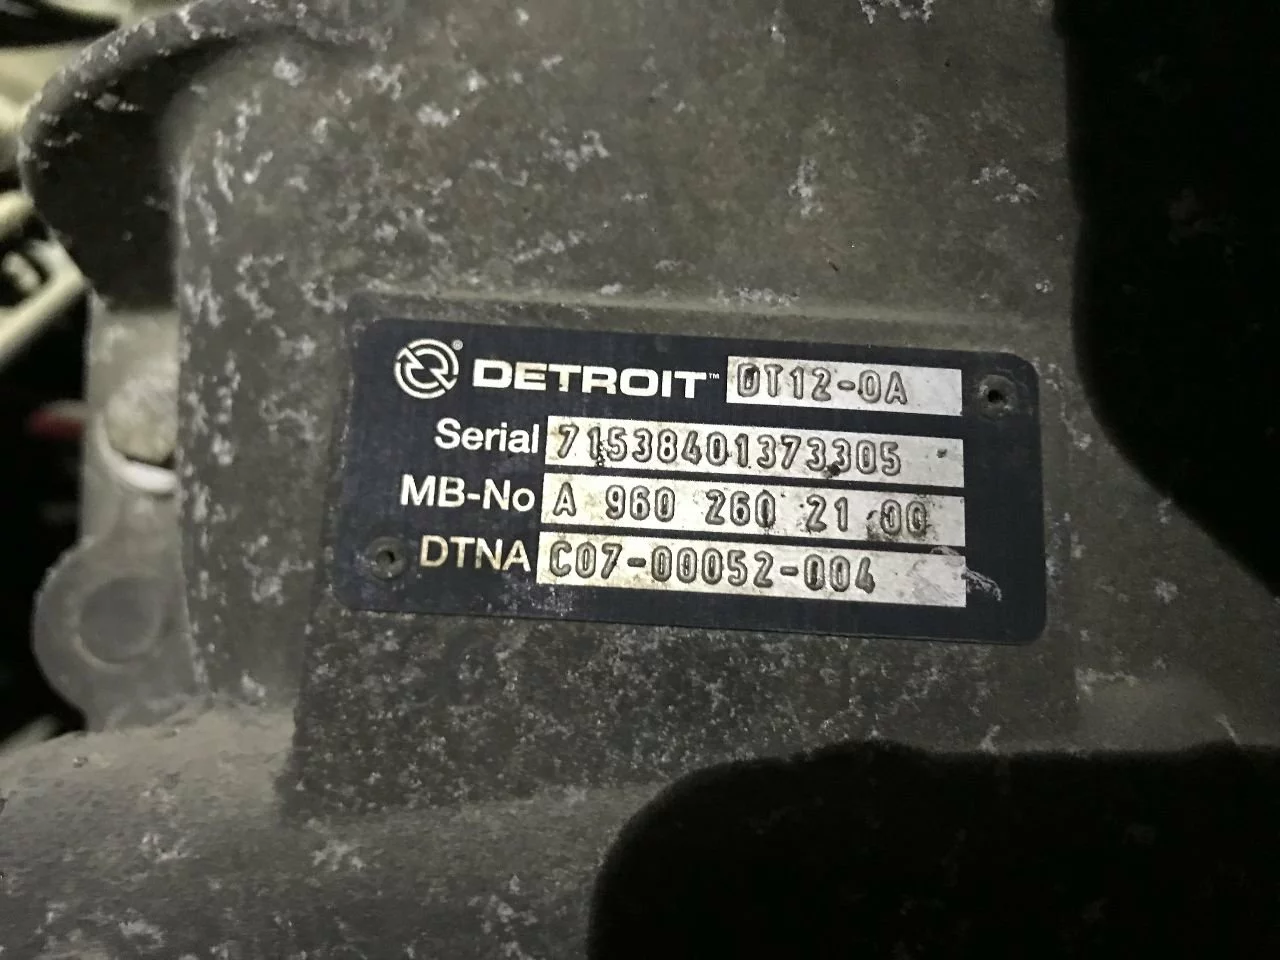 DETROIT™ DT12-OA
Serial 71538401373305
MB-No A 960 260 21 00
DTNA C07-00052-004